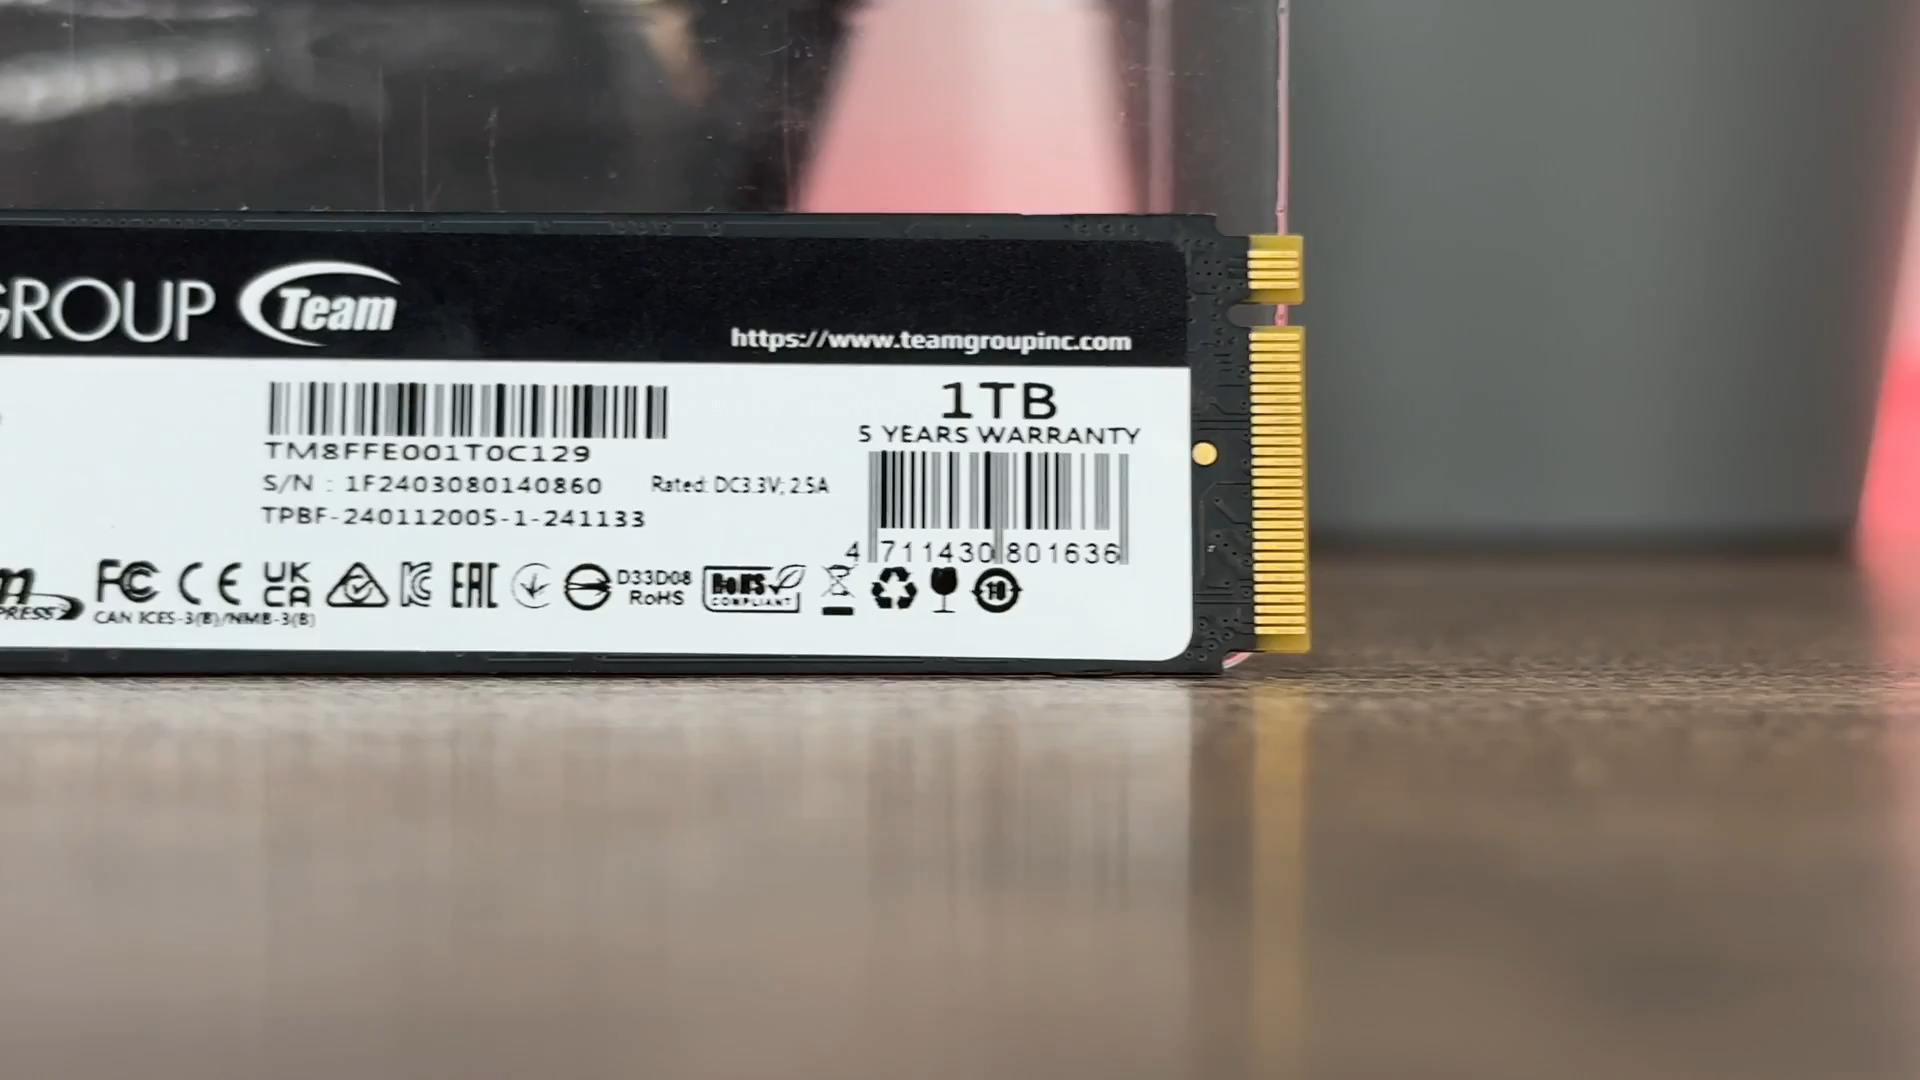 GROUP Team
https://www.teamgroupinc.com
1TB
5 YEARS WARRANTY
TM8FFE001T0C129
S/N : 1F2403080140860
Rated: DC3.3V; 2.5A
TPBF-240112005-1-241133
4 711430 801636
FC CE UK CA EAC D33D08 RoHS RoHS COMPLIANT 10
CAN ICES-3(B)/NMB-3(B)